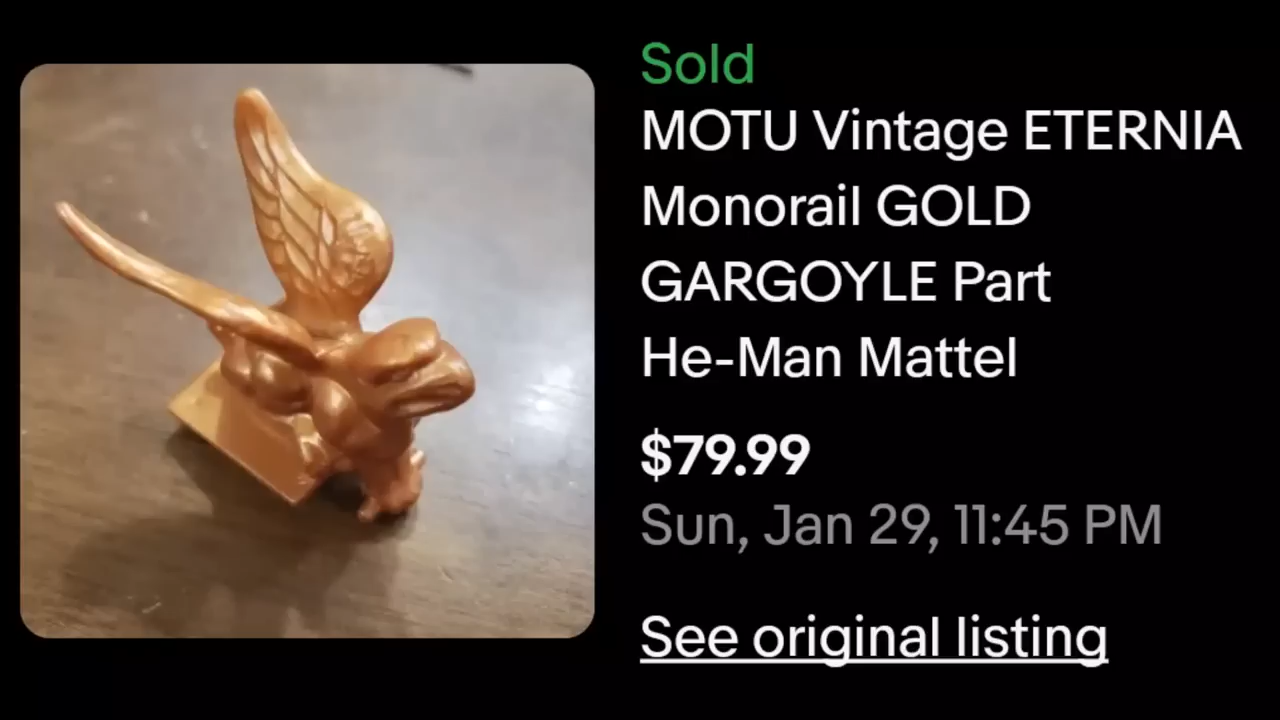 Sold
MOTU Vintage ETERNIA
Monorail GOLD
GARGOYLE Part
He-Man Mattel
$79.99
Sun, Jan 29, 11:45 PM
See original listing